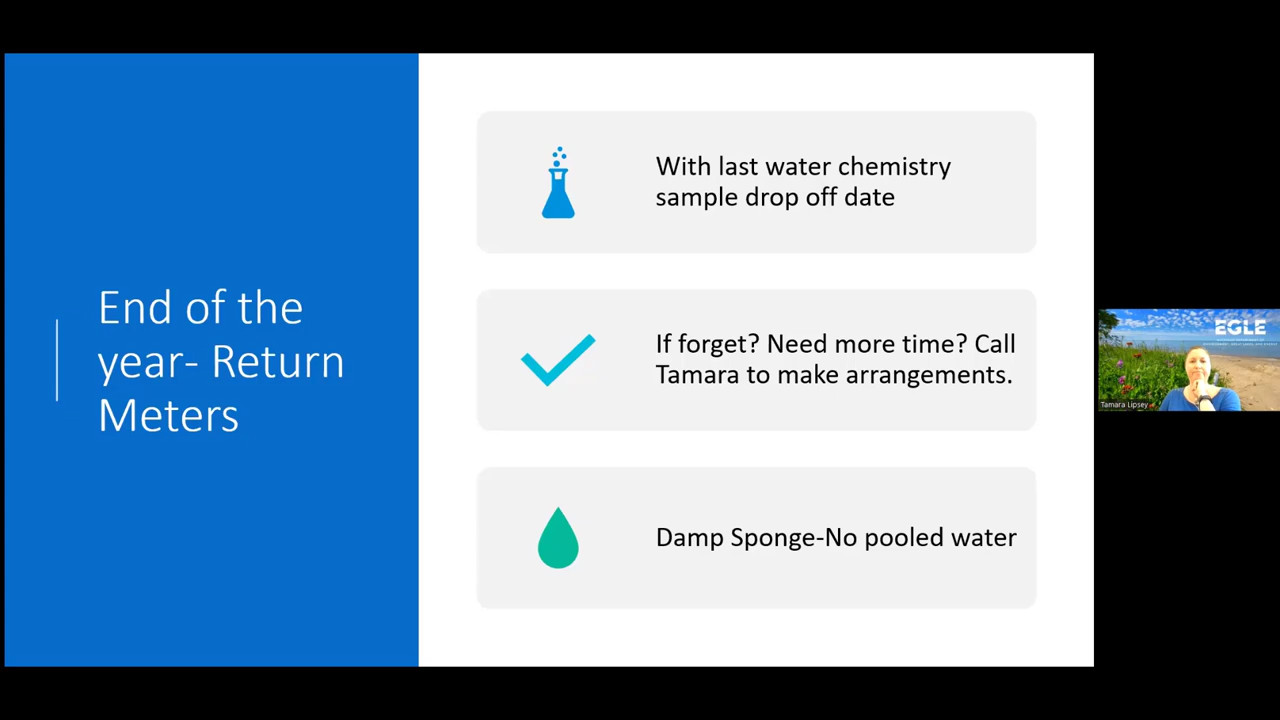 End of the
year- Return
Meters
With last water chemistry
sample drop off date
If forget? Need more time? Call
Tamara to make arrangements.
Damp Sponge-No pooled water
EGLE
Tamara Lipsey